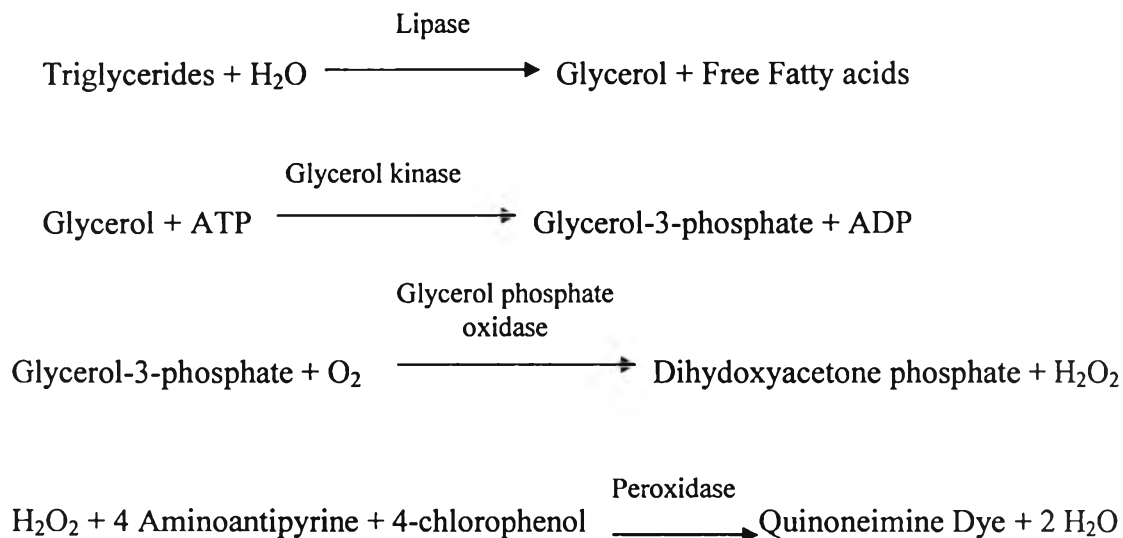 Lipase
Triglycerides + H₂O → Glycerol + Free Fatty acids
Glycerol kinase
Glycerol + ATP → Glycerol-3-phosphate + ADP
Glycerol phosphate
oxidase
Glycerol-3-phosphate + O₂ → Dihydoxyacetone phosphate + H₂O₂
Peroxidase
H₂O₂ + 4 Aminoantipyrine + 4-chlorophenol → Quinoneimine Dye + 2 H₂O